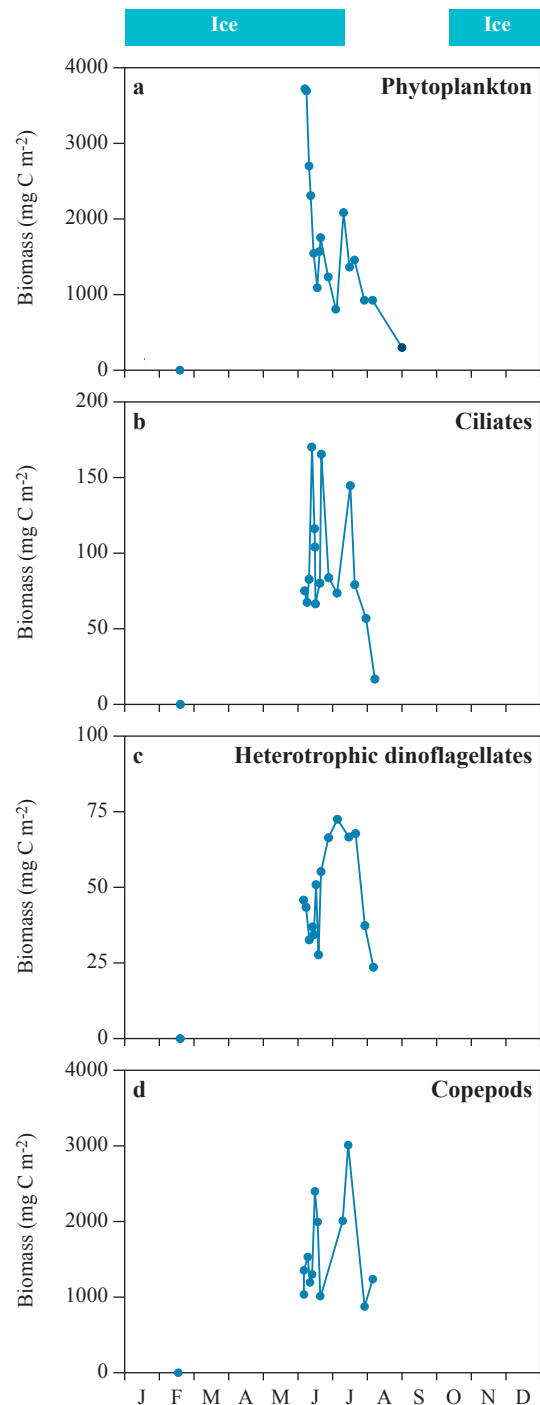 Ice Ice
a Phytoplankton
4000
3000
2000
1000
0
Biomass (mg C m-2)
b Ciliates
200
150
100
50
0
Biomass (mg C m-2)
c Heterotrophic dinoflagellates
100
75
50
25
0
Biomass (mg C m-2)
d Copepods
4000
3000
2000
1000
0
Biomass (mg C m-2)
J F M A M J J A S O N D